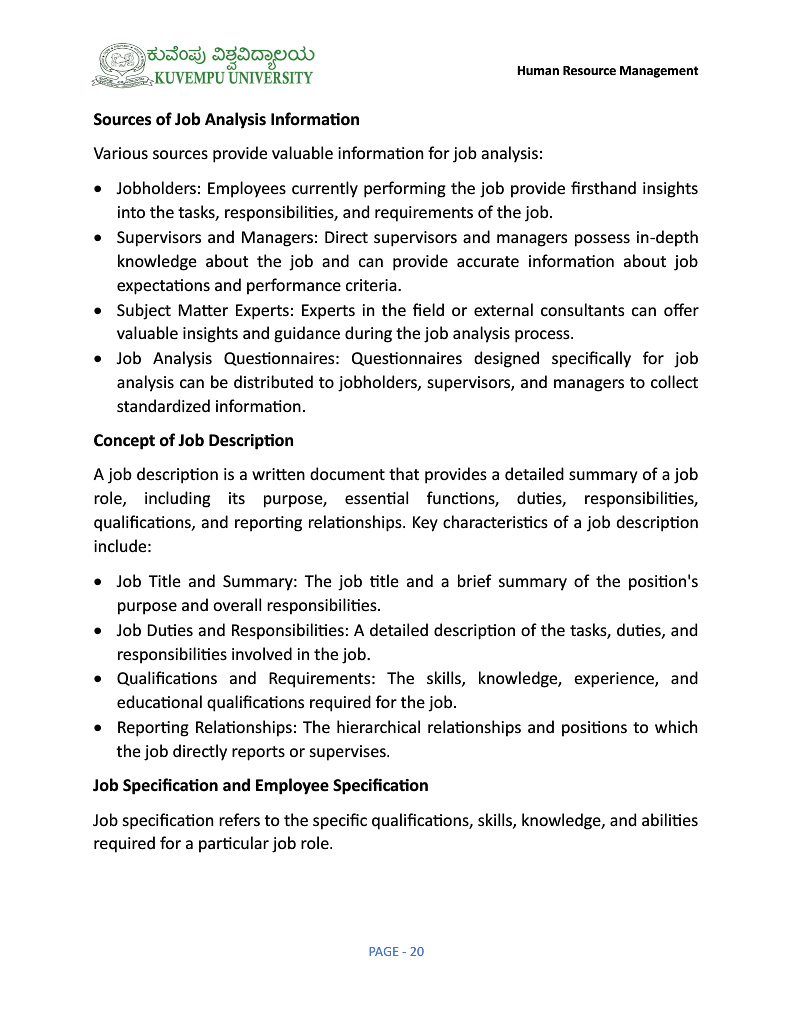 ಕುವೆಂಪು ವಿಶ್ವವಿದ್ಯಾಲಯ
KUVEMPU UNIVERSITY
Human Resource Management
Sources of Job Analysis Information
Various sources provide valuable information for job analysis:
• Jobholders: Employees currently performing the job provide firsthand insights
into the tasks, responsibilities, and requirements of the job.
• Supervisors and Managers: Direct supervisors and managers possess in-depth
knowledge about the job and can provide accurate information about job
expectations and performance criteria.
• Subject Matter Experts: Experts in the field or external consultants can offer
valuable insights and guidance during the job analysis process.
• Job Analysis Questionnaires: Questionnaires designed specifically for job
analysis can be distributed to jobholders, supervisors, and managers to collect
standardized information.
Concept of Job Description
A job description is a written document that provides a detailed summary of a job
role, including its purpose, essential functions, duties, responsibilities,
qualifications, and reporting relationships. Key characteristics of a job description
include:
• Job Title and Summary: The job title and a brief summary of the position's
purpose and overall responsibilities.
• Job Duties and Responsibilities: A detailed description of the tasks, duties, and
responsibilities involved in the job.
• Qualifications and Requirements: The skills, knowledge, experience, and
educational qualifications required for the job.
• Reporting Relationships: The hierarchical relationships and positions to which
the job directly reports or supervises.
Job Specification and Employee Specification
Job specification refers to the specific qualifications, skills, knowledge, and abilities
required for a particular job role.
PAGE - 20